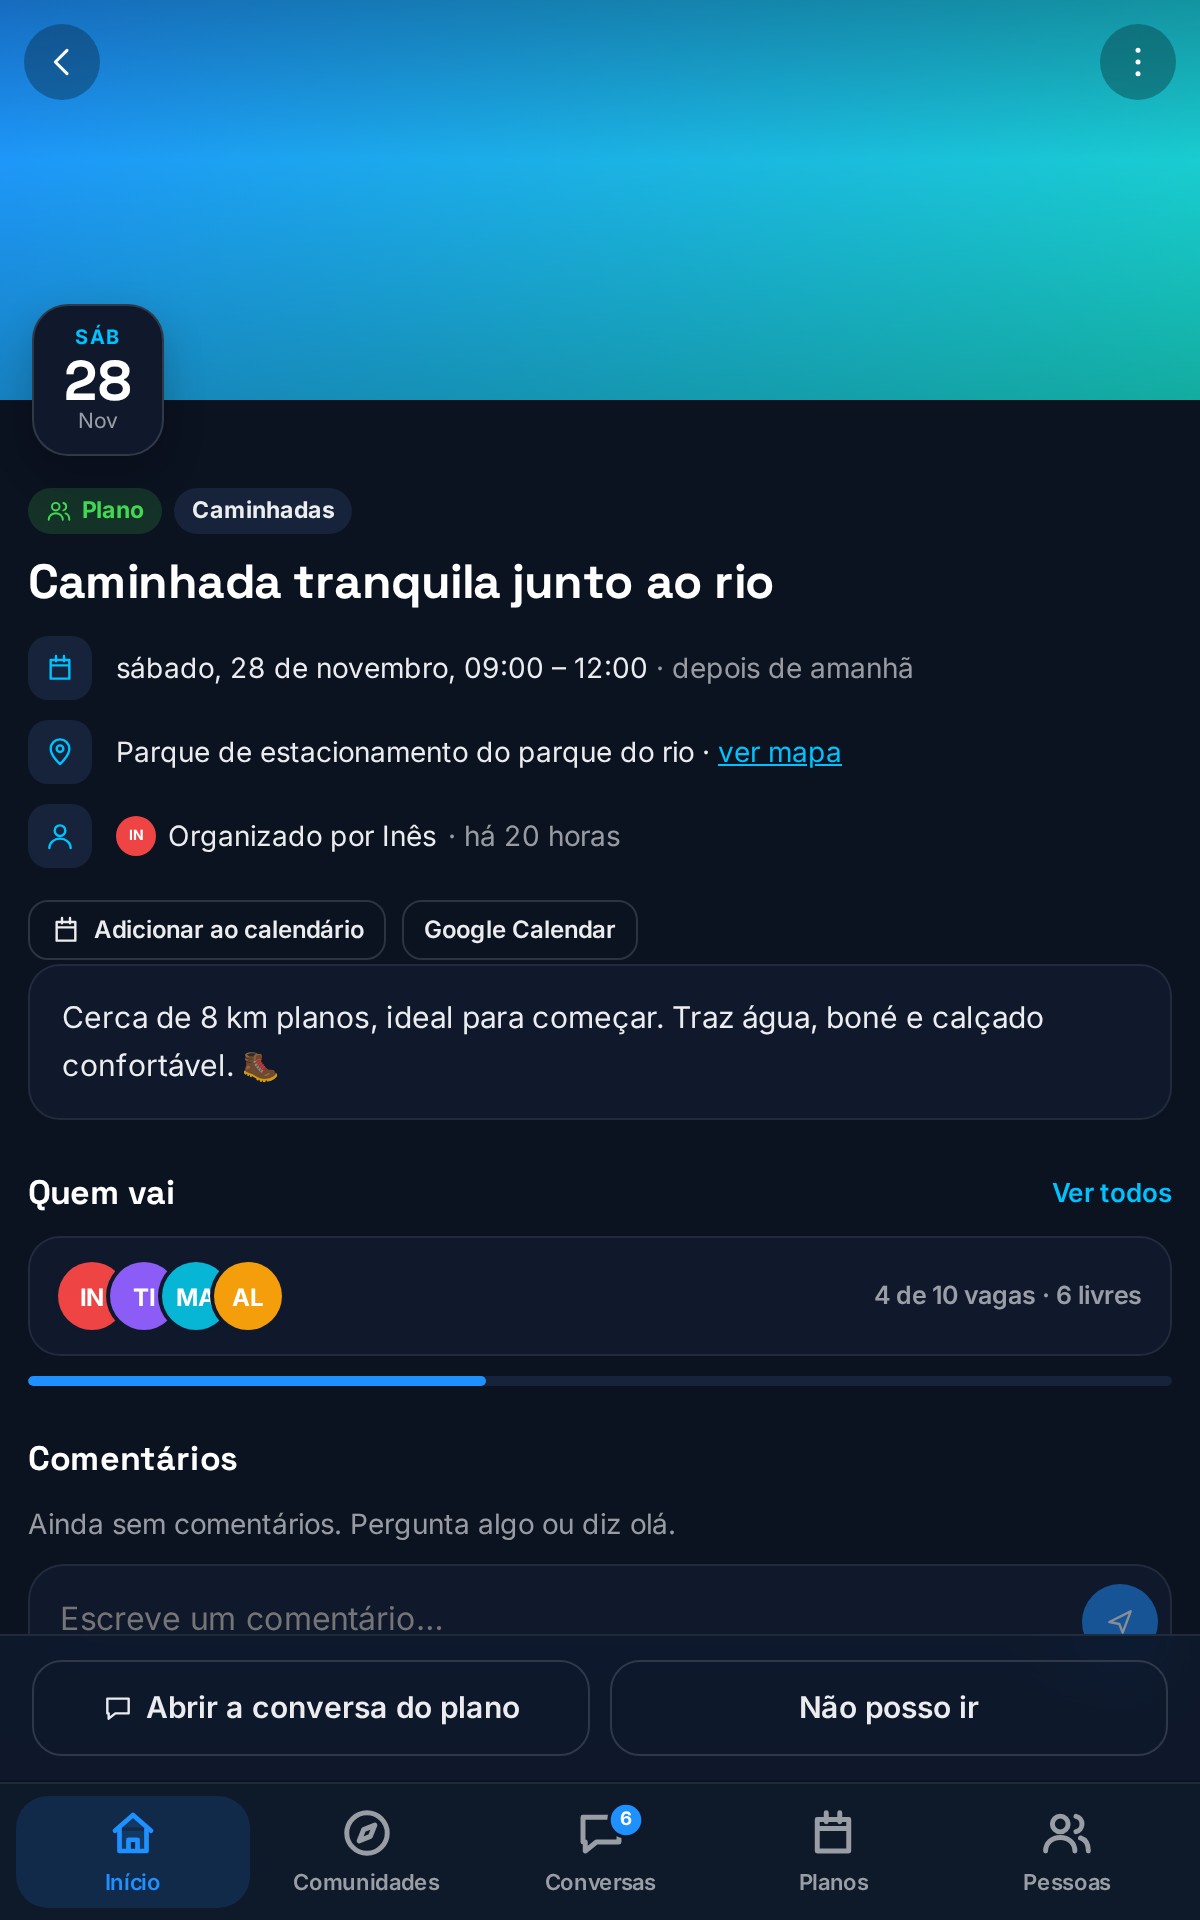 SÁB
28
Nov
Plano
Caminhadas
Caminhada tranquila junto ao rio
sábado, 28 de novembro, 09:00 – 12:00 · depois de amanhã
Parque de estacionamento do parque do rio · ver mapa
IN Organizado por Inês · há 20 horas
Adicionar ao calendário
Google Calendar
Cerca de 8 km planos, ideal para começar. Traz água, boné e calçado
confortável. 🥾
Quem vai
Ver todos
IN TI MA AL
4 de 10 vagas · 6 livres
Comentários
Ainda sem comentários. Pergunta algo ou diz olá.
Escreve um comentário...
Abrir a conversa do plano
Não posso ir
6
Início
Comunidades
Conversas
Planos
Pessoas